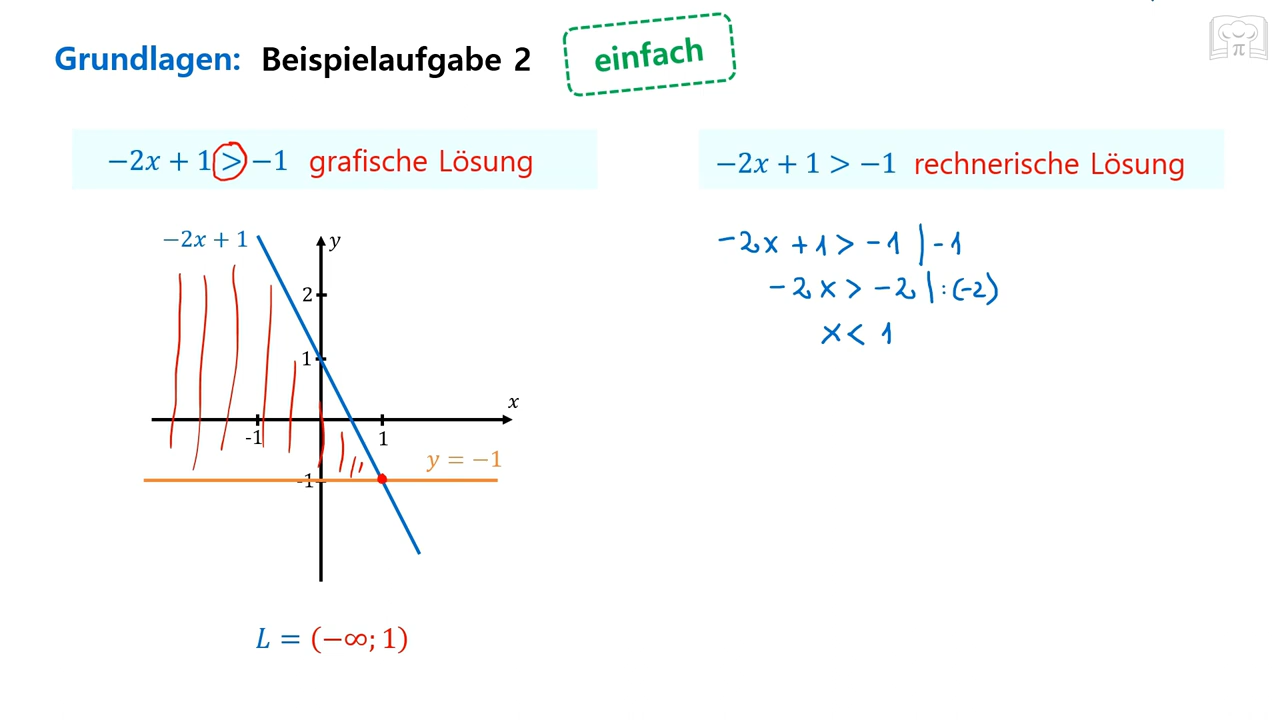 Grundlagen: Beispielaufgabe 2
einfach
−2x + 1 > −1 grafische Lösung
−2x + 1
y
2
1
x
-1
1
y = −1
-1
L = (−∞; 1)
−2x + 1 > −1 rechnerische Lösung
−2x + 1 > −1 | −1
−2x > −2 | : (−2)
x < 1
π